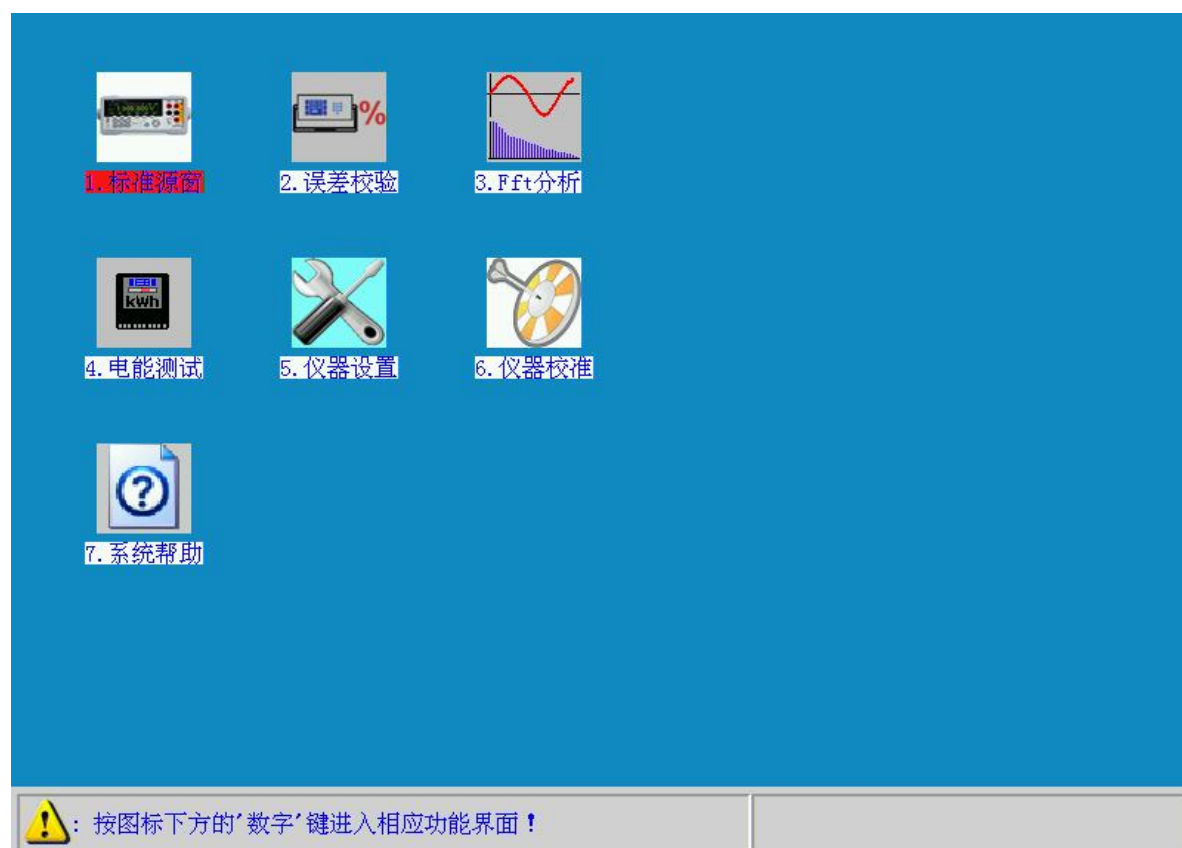 1.标准源窗
2.误差校验
3.Fft分析
4.电能测试
5.仪器设置
6.仪器校准
7.系统帮助
: 按图标下方的'数字'键进入相应功能界面！